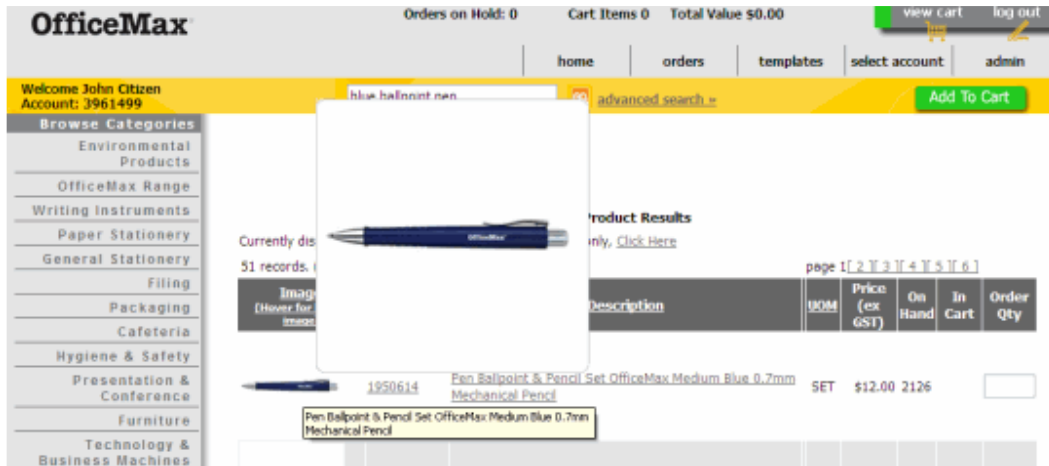 OfficeMax
Orders on Hold: 0 Cart Items 0 Total Value $0.00
view cart log out
home orders templates select account admin
Welcome John Citizen
Account: 3961499
blue ballpoint pen
advanced search »
Add To Cart
Browse Categories
Environmental
Products
OfficeMax Range
Writing Instruments
Paper Stationery
General Stationery
Filing
Packaging
Cafeteria
Hygiene & Safety
Presentation &
Conference
Furniture
Technology &
Business Machines
OfficeMax
Product Results
Currently dis
only, Click Here
51 records.
page 1[ 2 ][ 3 ][ 4 ][ 5 ][ 6 ]
Image
[Hover for
image
Description
UOM
Price
(ex
GST)
On
Hand
In
Cart
Order
Qty
1950614
Pen Ballpoint & Pencil Set OfficeMax Medium Blue 0.7mm
Mechanical Pencil
SET $12.00 2126
Pen Ballpoint & Pencil Set OfficeMax Medium Blue 0.7mm
Mechanical Pencil